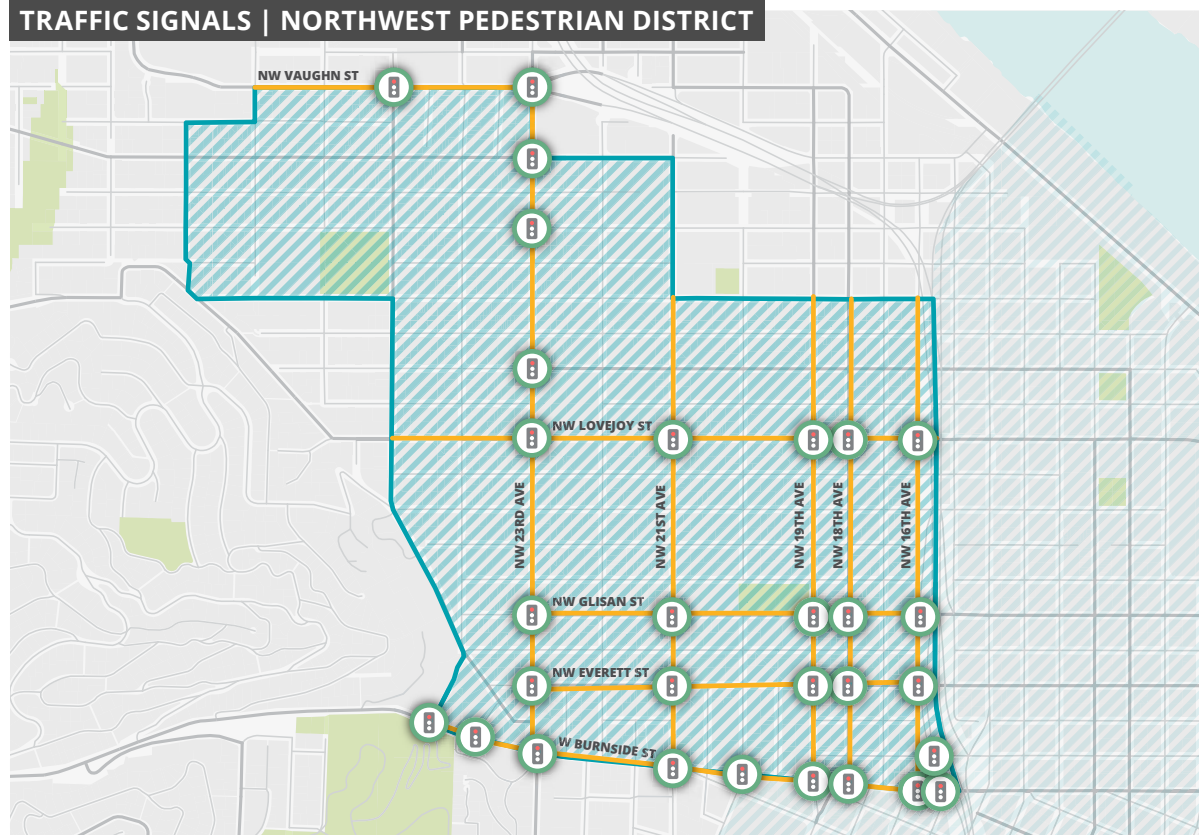 TRAFFIC SIGNALS | NORTHWEST PEDESTRIAN DISTRICT
NW VAUGHN ST
NW LOVEJOY ST
NW 23RD AVE
NW 21ST AVE
NW 19TH AVE
NW 18TH AVE
NW 16TH AVE
NW GLISAN ST
NW EVERETT ST
W BURNSIDE ST